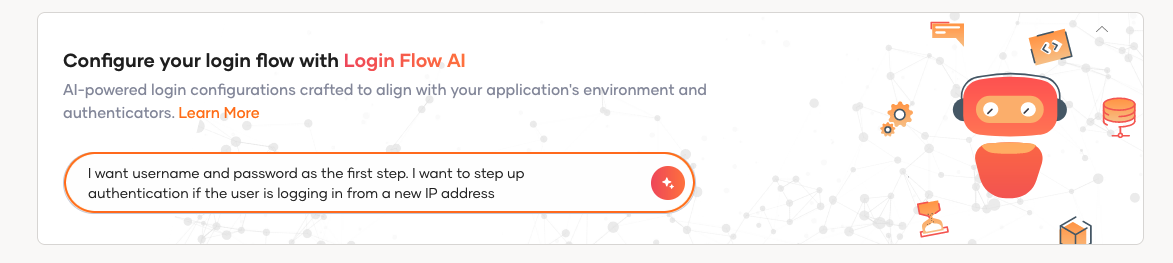 Configure your login flow with Login Flow AI
AI-powered login configurations crafted to align with your application's environment and
authenticators. Learn More
I want username and password as the first step. I want to step up
authentication if the user is logging in from a new IP address